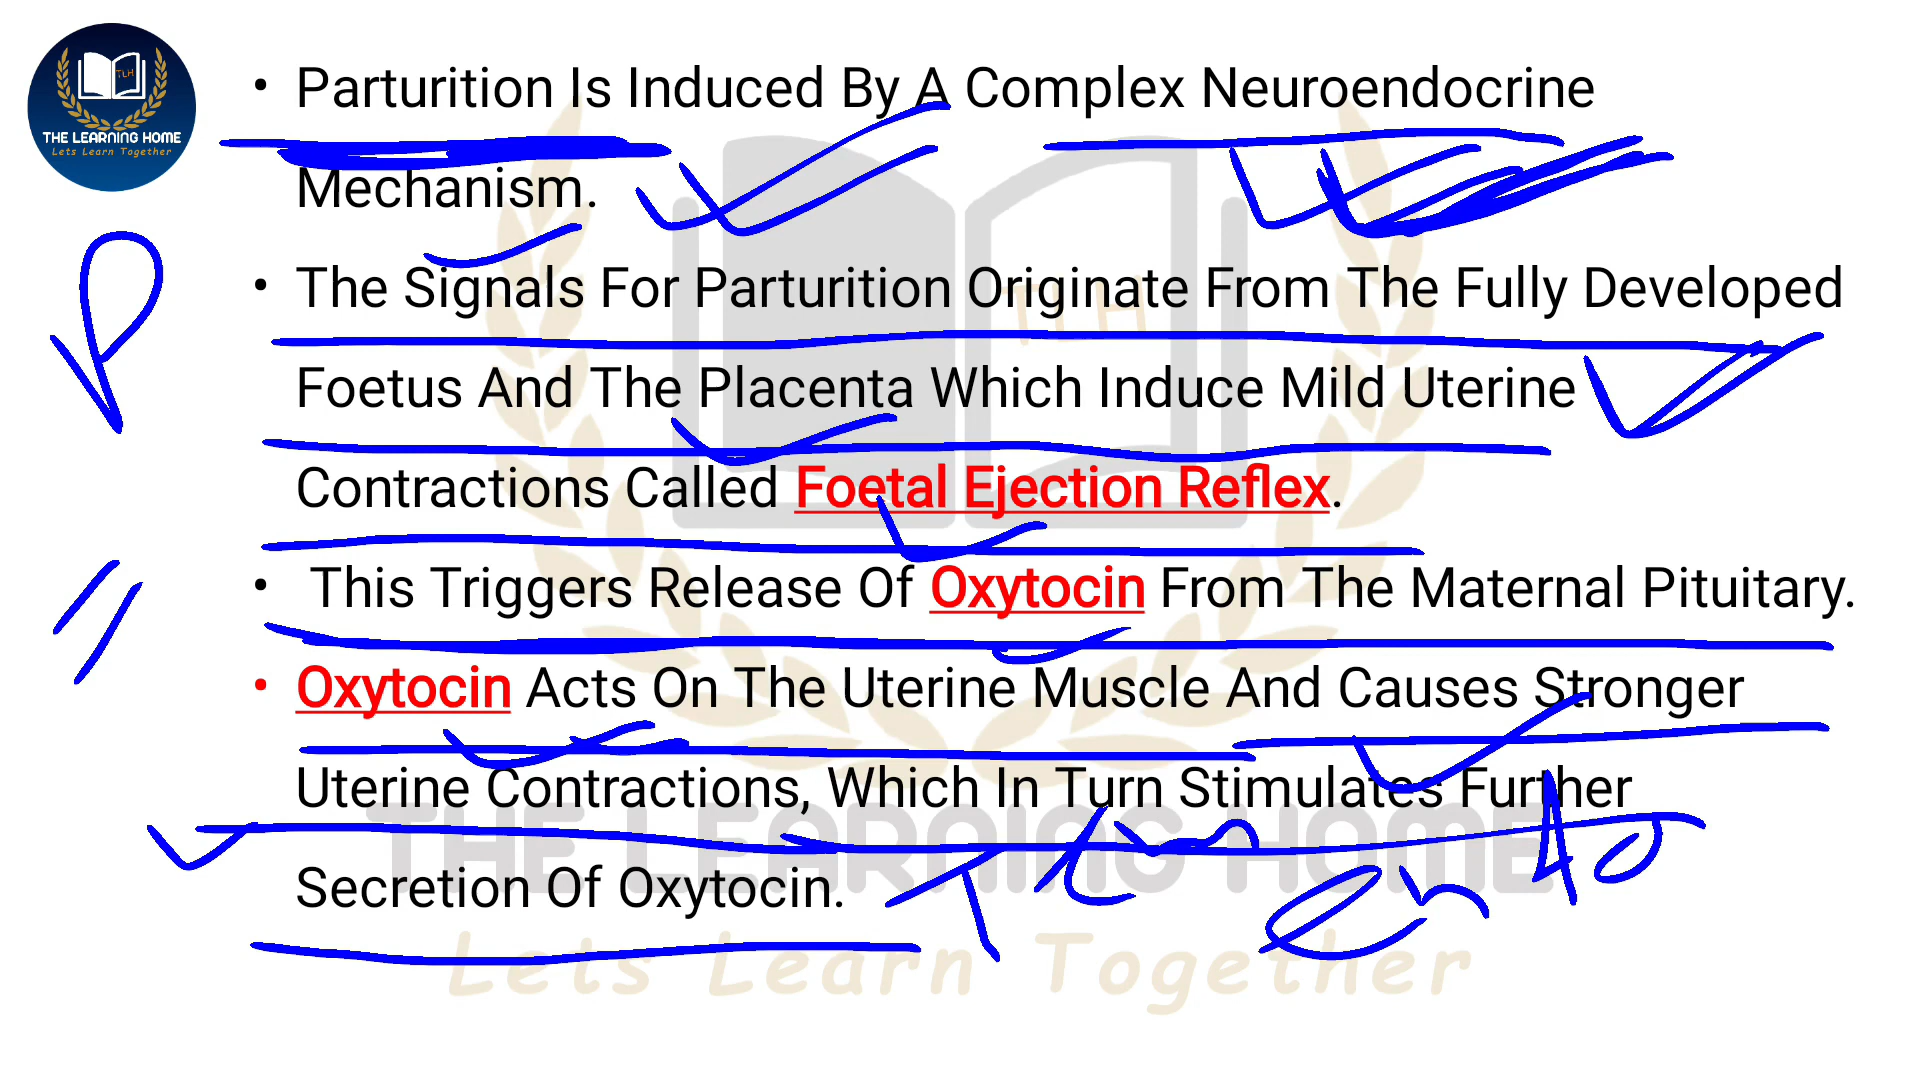 TLH
THE LEARNING HOME
Lets Learn Together
• Parturition Is Induced By A Complex Neuroendocrine
Mechanism.
• The Signals For Parturition Originate From The Fully Developed
Foetus And The Placenta Which Induce Mild Uterine
Contractions Called Foetal Ejection Reflex.
• This Triggers Release Of Oxytocin From The Maternal Pituitary.
• Oxytocin Acts On The Uterine Muscle And Causes Stronger
Uterine Contractions, Which In Turn Stimulates Further
Secretion Of Oxytocin.
TLH
THE LEARNING HOME
Lets Learn Together